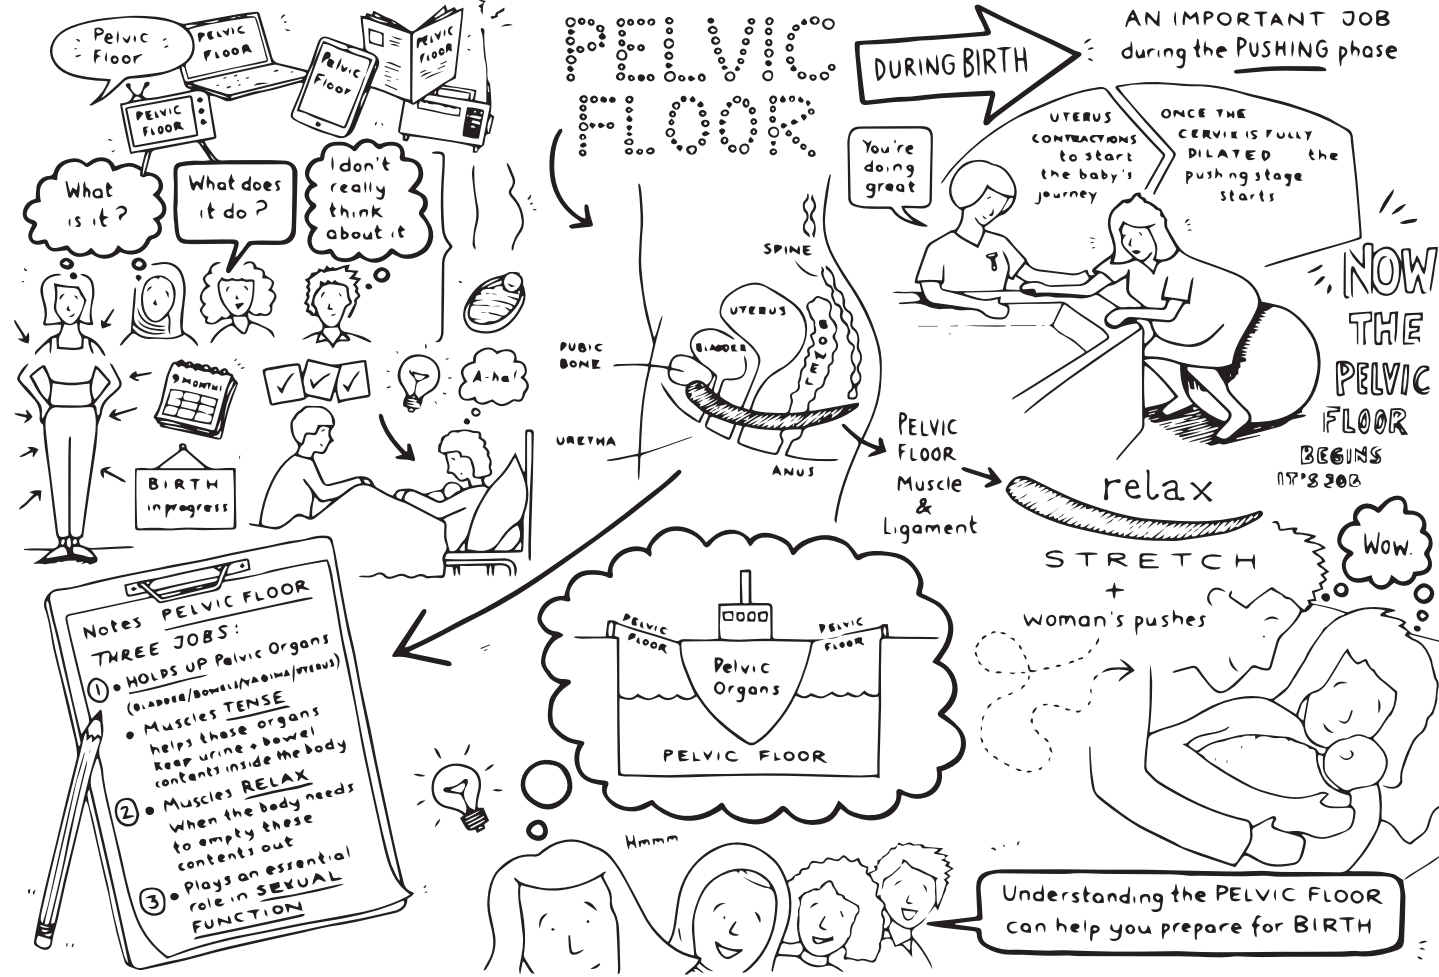 Pelvic
Floor
PELVIC
FLOOR
Pelvic
Floor
PELVIC
FLOOR
PELVIC
FLOOR
What
is it?
What does
it do?
I don't
really
think
about it
9 MONTHS
A-ha!
BIRTH
in progress
PELVIC
FLOOR
SPINE
UTERUS
BLADDER
BOWEL
PUBIC
BONE
URETHA
ANUS
PELVIC
FLOOR
Muscle
&
Ligament
DURING BIRTH
AN IMPORTANT JOB
during the PUSHING phase
You're
doing
great
UTERUS
CONTRACTIONS
to start
the baby's
journey
ONCE THE
CERVIX IS FULLY
DILATED the
pushing stage
starts
NOW
THE
PELVIC
FLOOR
BEGINS
IT'S JOB
relax
STRETCH
+
woman's pushes
Wow.
Notes PELVIC FLOOR
THREE JOBS:
1 • HOLDS UP Pelvic Organs
(BLADDER/BOWELS/VAGINA/UTERUS)
• Muscles TENSE
helps those organs
Keep urine + bowel
contents inside the body
2 • Muscles RELAX
When the body needs
to empty these
contents out
3 • Plays an essential
role in SEXUAL
FUNCTION
PELVIC
FLOOR
PELVIC
FLOOR
Pelvic
Organs
PELVIC FLOOR
Hmmm
Understanding the PELVIC FLOOR
can help you prepare for BIRTH